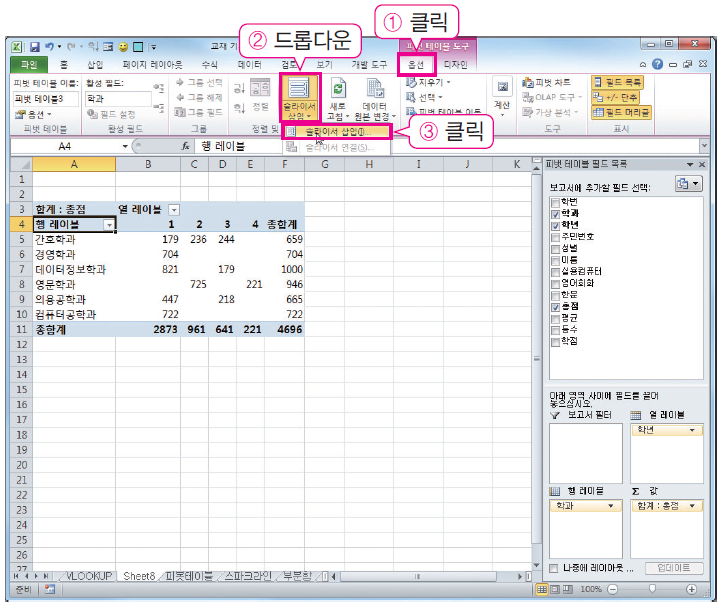 ① 클릭
② 드롭다운
교재 기
피벗 테이블 도구
파일 홈 삽입 페이지 레이아웃 수식 데이터 검토 보기 개발 도구 옵션 디자인
피벗 테이블 이름: 활성 필드:
피벗 테이블3 학과
옵션 필드 설정
피벗 테이블 활성 필드
그룹 선택
그룹 해제
그룹 필드
그룹
정렬
정렬 및
슬라이서 삽입
새로 고침
데이터 원본 변경
지우기
선택
피벗 테이블 이동
계산
피벗 차트
OLAP 도구
가상 분석
도구
필드 목록
+/- 단추
필드 머리글
표시
슬라이서 삽입(I)...
슬라이서 연결(S)...
③ 클릭
A4 fx 행 레이블
A B C D E F G H I J K
1
2
3 합계 : 총점 열 레이블
4 행 레이블 1 2 3 4 총합계
5 간호학과 179 236 244 659
6 경영학과 704 704
7 데이터정보학과 821 179 1000
8 영문학과 725 221 946
9 의용공학과 447 218 665
10 컴퓨터공학과 722 722
11 총합계 2873 961 641 221 4696
12
13
14
15
16
17
18
19
20
21
22
23
24
25
26
27
피벗 테이블 필드 목록
보고서에 추가할 필드 선택:
학번
학과
학년
주민번호
성별
이름
실용컴퓨터
영어회화
한문
총점
평균
등수
학점
아래 영역 사이에 필드를 끌어
놓으십시오.
보고서 필터 열 레이블
학년
행 레이블 Σ 값
학과 합계 : 총점
나중에 레이아웃 ... 업데이트
VLOOKUP Sheet8 피봇테이블 스파크라인 부분합
준비 100%